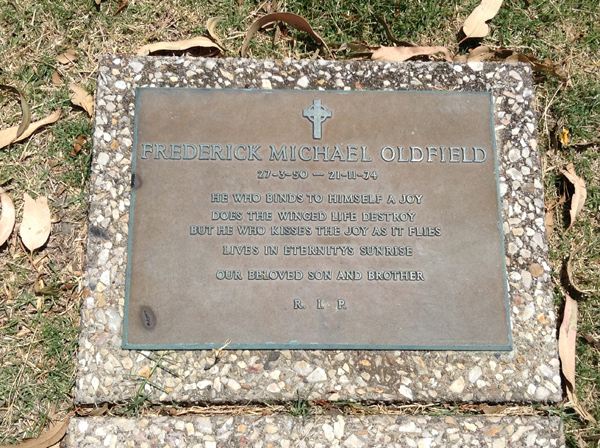 FREDERICK MICHAEL OLDFIELD
27-3-50 — 21-11-74
HE WHO BINDS TO HIMSELF A JOY
DOES THE WINGED LIFE DESTROY
BUT HE WHO KISSES THE JOY AS IT FLIES
LIVES IN ETERNITYS SUNRISE
OUR BELOVED SON AND BROTHER
R. I. P.